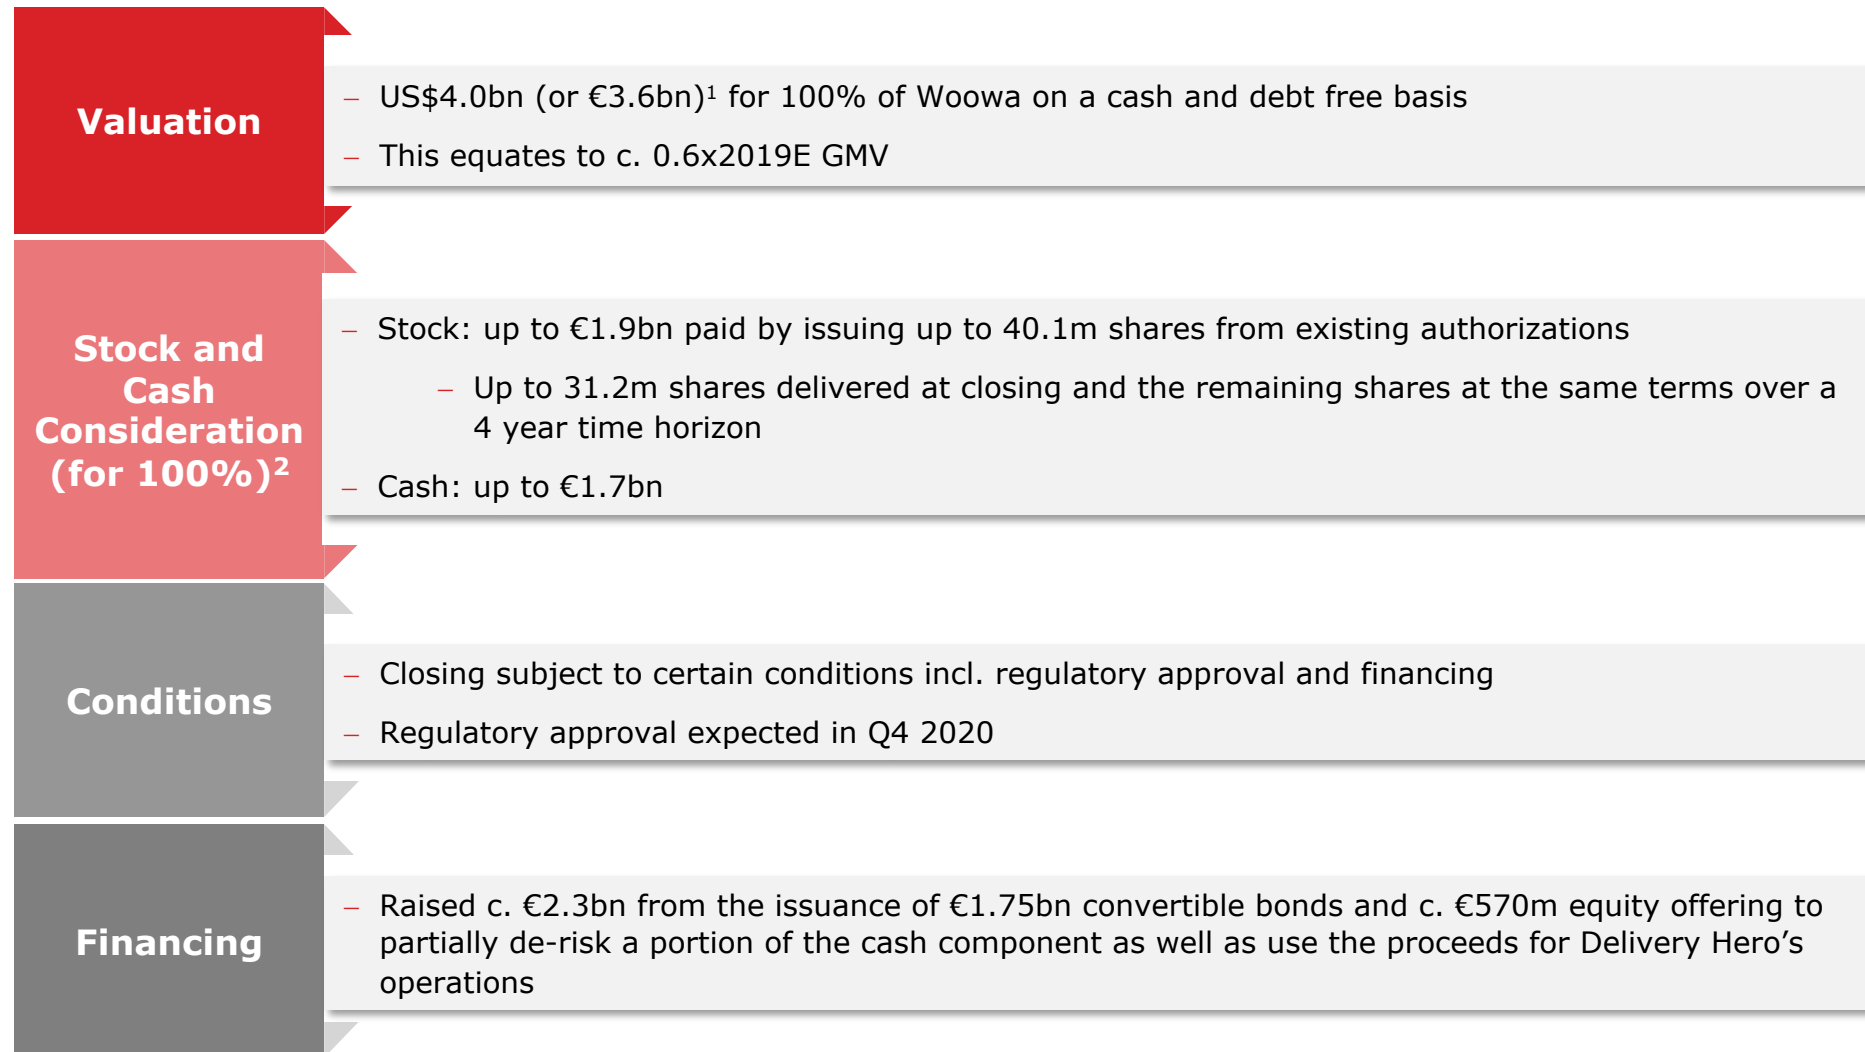 Valuation
– US$4.0bn (or €3.6bn)¹ for 100% of Woowa on a cash and debt free basis
– This equates to c. 0.6x2019E GMV
Stock and
Cash
Consideration
(for 100%)²
– Stock: up to €1.9bn paid by issuing up to 40.1m shares from existing authorizations
– Up to 31.2m shares delivered at closing and the remaining shares at the same terms over a
4 year time horizon
– Cash: up to €1.7bn
Conditions
– Closing subject to certain conditions incl. regulatory approval and financing
– Regulatory approval expected in Q4 2020
Financing
– Raised c. €2.3bn from the issuance of €1.75bn convertible bonds and c. €570m equity offering to
partially de-risk a portion of the cash component as well as use the proceeds for Delivery Hero’s
operations